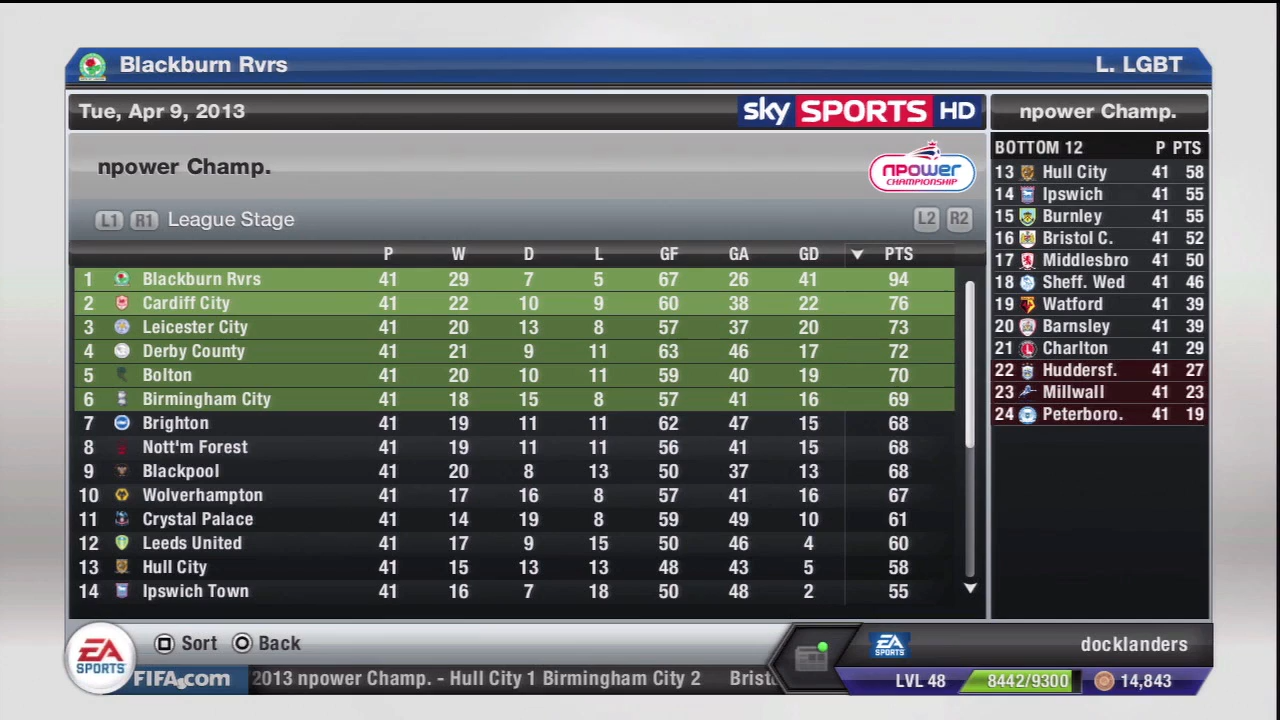 Blackburn Rvrs L. LGBT
Tue, Apr 9, 2013 sky SPORTS HD
npower Champ.
npower CHAMPIONSHIP
L1 R1 League Stage L2 R2
P W D L GF GA GD PTS
1 Blackburn Rvrs 41 29 7 5 67 26 41 94
2 Cardiff City 41 22 10 9 60 38 22 76
3 Leicester City 41 20 13 8 57 37 20 73
4 Derby County 41 21 9 11 63 46 17 72
5 Bolton 41 20 10 11 59 40 19 70
6 Birmingham City 41 18 15 8 57 41 16 69
7 Brighton 41 19 11 11 62 47 15 68
8 Nott'm Forest 41 19 11 11 56 41 15 68
9 Blackpool 41 20 8 13 50 37 13 68
10 Wolverhampton 41 17 16 8 57 41 16 67
11 Crystal Palace 41 14 19 8 59 49 10 61
12 Leeds United 41 17 9 15 50 46 4 60
13 Hull City 41 15 13 13 48 43 5 58
14 Ipswich Town 41 16 7 18 50 48 2 55
npower Champ.
BOTTOM 12 P PTS
13 Hull City 41 58
14 Ipswich 41 55
15 Burnley 41 55
16 Bristol C. 41 52
17 Middlesbro 41 50
18 Sheff. Wed 41 46
19 Watford 41 39
20 Barnsley 41 39
21 Charlton 41 29
22 Huddersf. 41 27
23 Millwall 41 23
24 Peterboro. 41 19
EA SPORTS
Sort Back
EA SPORTS docklanders
FIFA.com 2013 npower Champ. - Hull City 1 Birmingham City 2 Brist
LVL 48 8442/9300 14,843